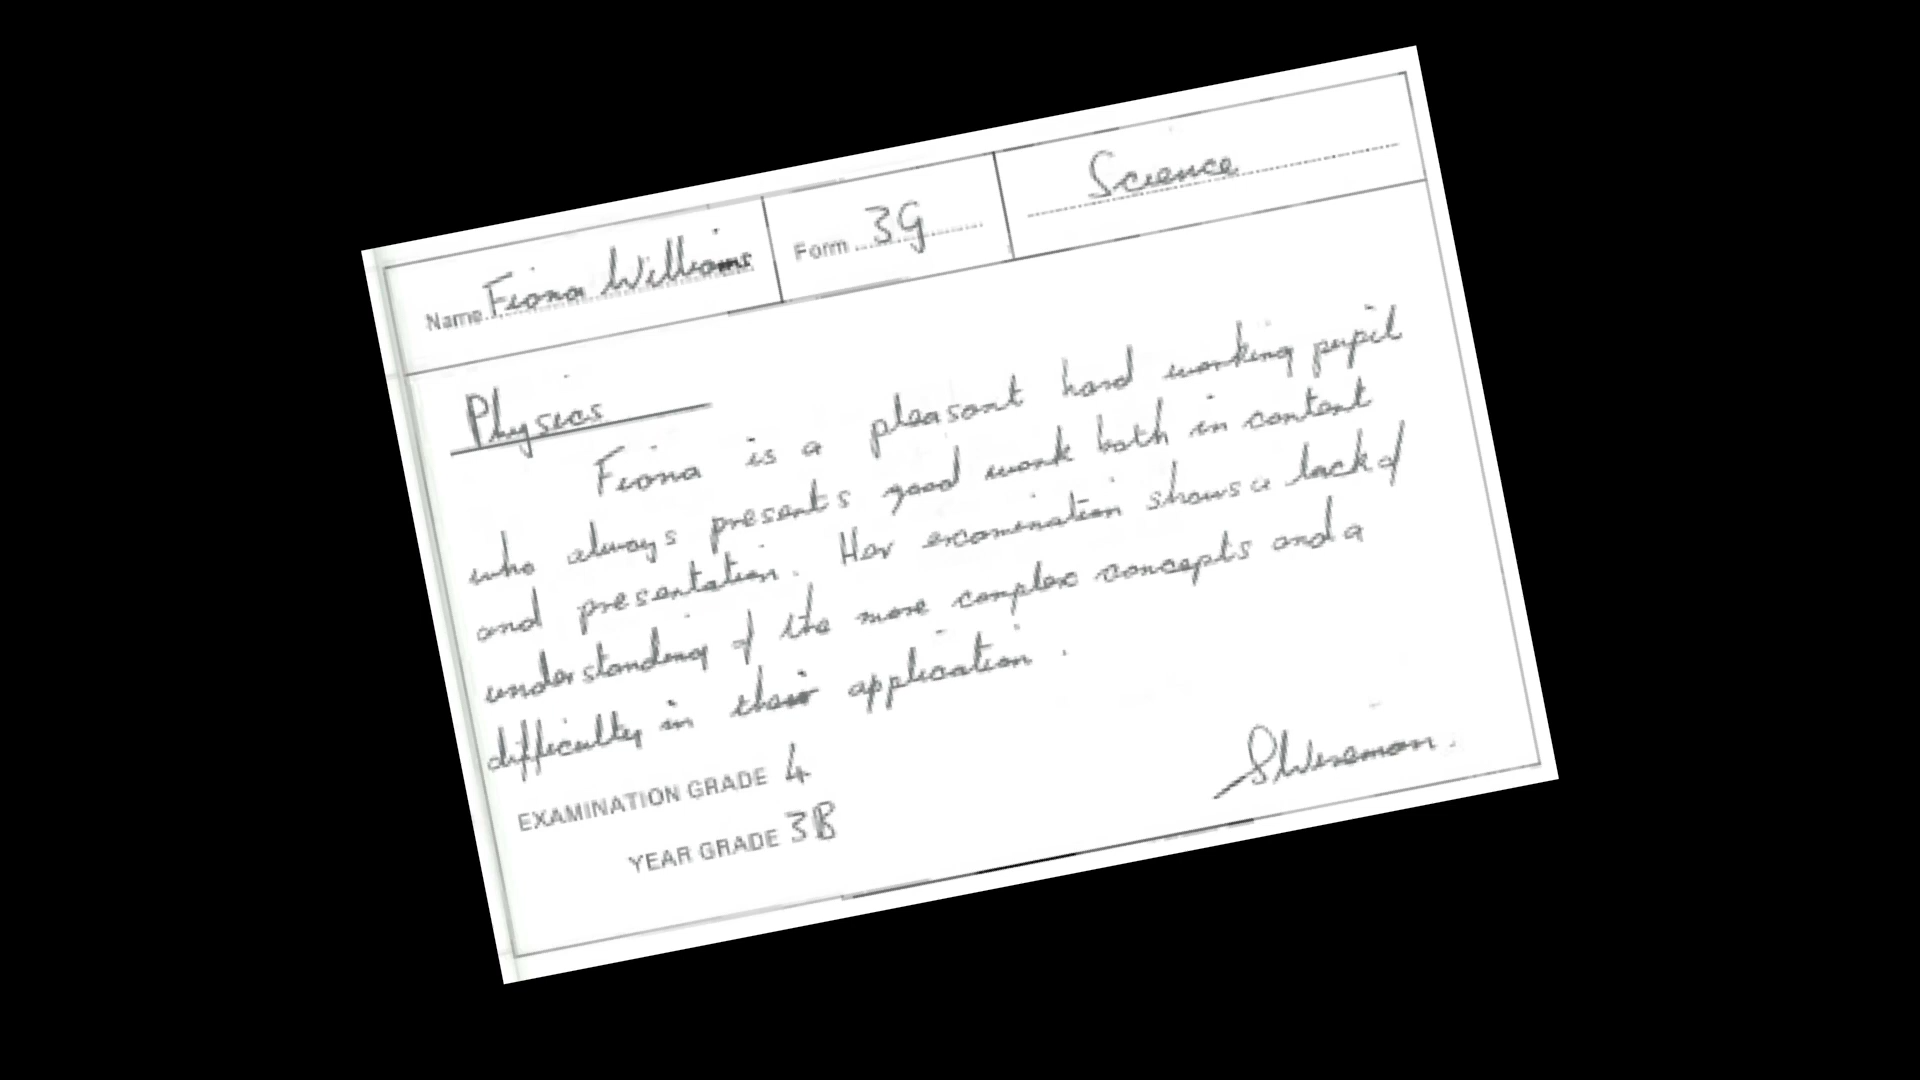 Name Fiona Williams Form 3G Science
Physics
Fiona is a pleasant hard working pupil
who always presents good work both in content
and presentation. Her examination shows a lack of
understanding of the more complex concepts and a
difficulty in their application.
EXAMINATION GRADE 4
YEAR GRADE 3B
SWiseman.